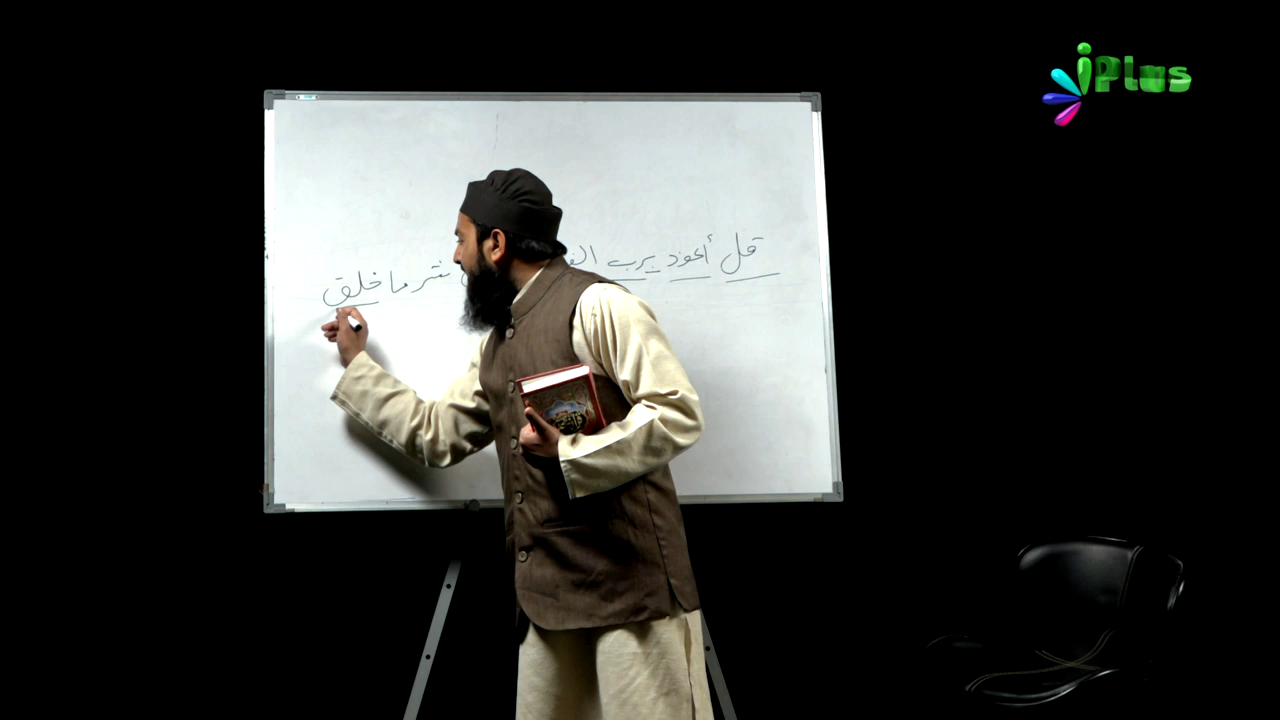 iPlus
قل أعوذ برب شر ما خلق